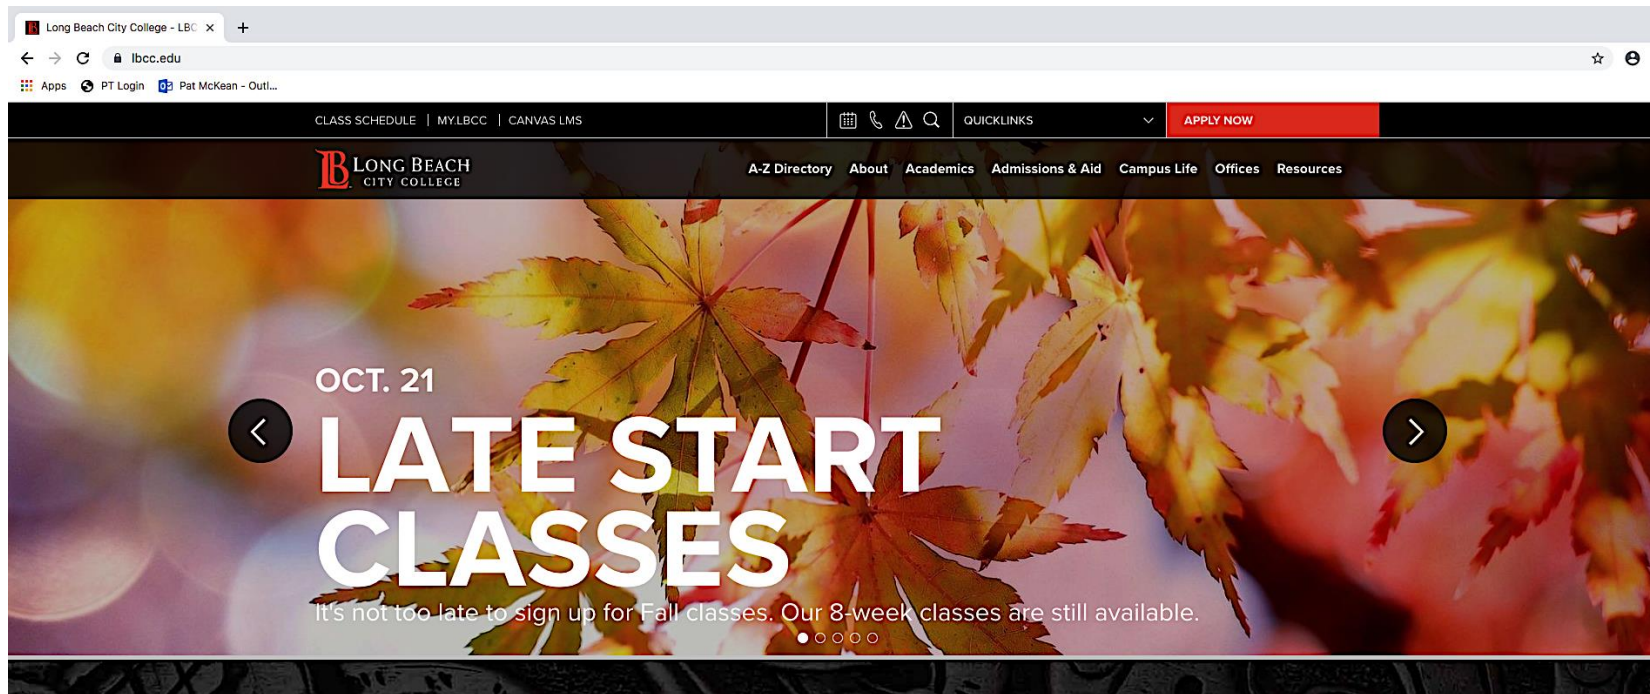 Long Beach City College - LBC
lbcc.edu
Apps PT Login Pat McKean - Outl...
CLASS SCHEDULE | MY.LBCC | CANVAS LMS QUICKLINKS APPLY NOW
LONG BEACH
CITY COLLEGE
A-Z Directory About Academics Admissions & Aid Campus Life Offices Resources
OCT. 21
LATE START
CLASSES
It's not too late to sign up for Fall classes. Our 8-week classes are still available.